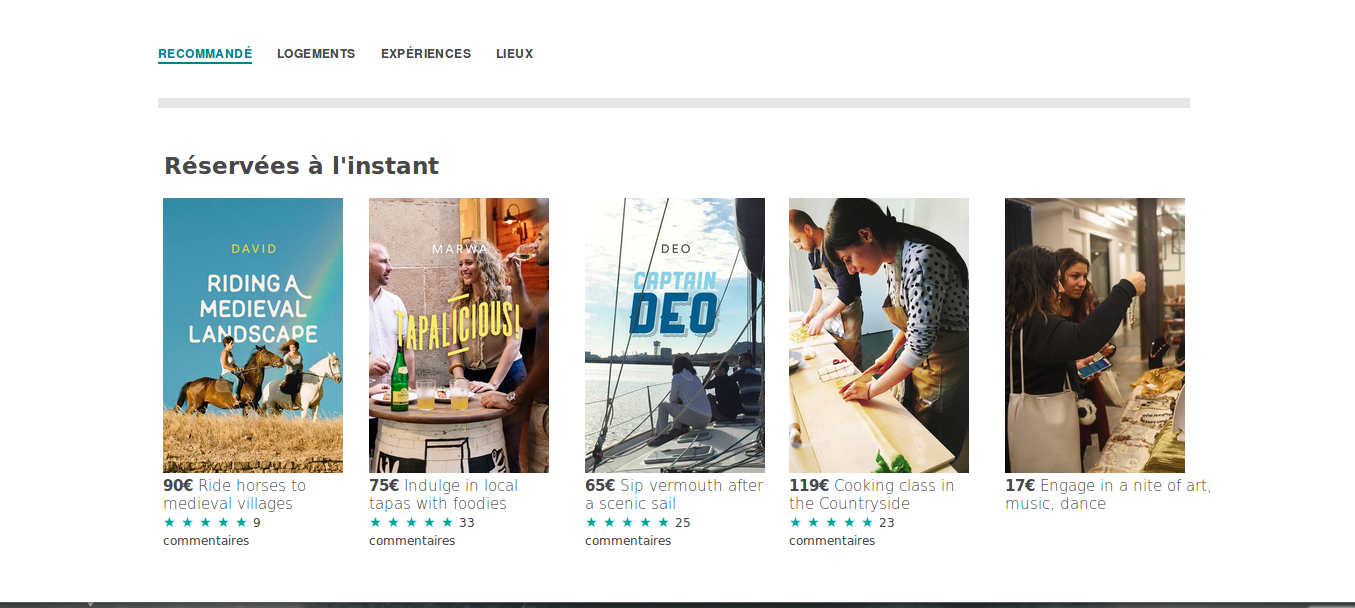 RECOMMANDÉ LOGEMENTS EXPÉRIENCES LIEUX
Réservées à l'instant
DAVID
RIDING A
MEDIEVAL
LANDSCAPE
MARWA
TAPALICIOUS!
DEO
CAPTAIN
DEO
90€ Ride horses to
medieval villages
★ ★ ★ ★ ★ 9
commentaires
75€ Indulge in local
tapas with foodies
★ ★ ★ ★ ★ 33
commentaires
65€ Sip vermouth after
a scenic sail
★ ★ ★ ★ ★ 25
commentaires
119€ Cooking class in
the Countryside
★ ★ ★ ★ ★ 23
commentaires
17€ Engage in a nite of art,
music, dance